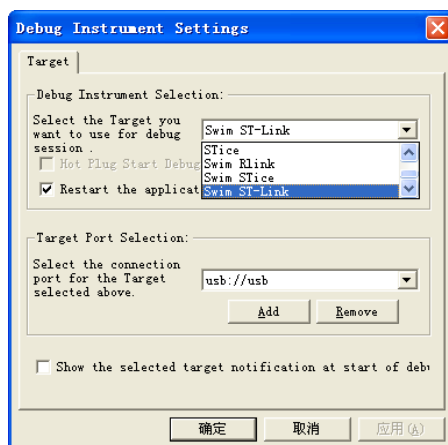 Debug Instrument Settings
Target
Debug Instrument Selection:
Select the Target you
want to use for debug
session .
Swim ST-Link
STice
Swim Rlink
Swim STice
Swim ST-Link
Hot Plug Start Debug
Restart the applicat
Target Port Selection:
Select the connection
port for the Target
selected above.
usb://usb
Add
Remove
Show the selected target notification at start of deb
确定
取消
应用(A)